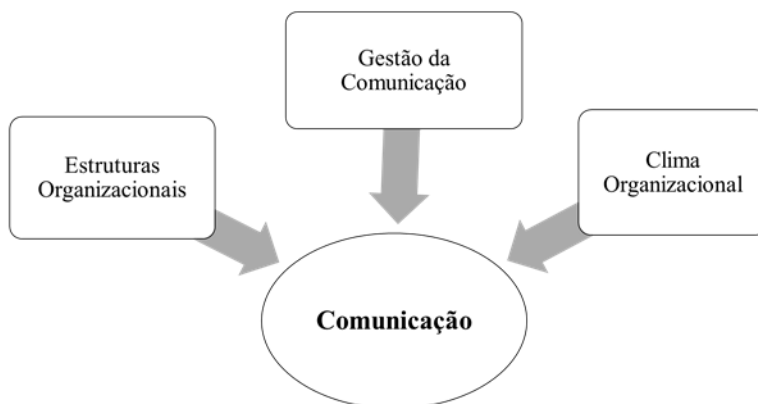 Gestão da
Comunicação
Estruturas
Organizacionais
Clima
Organizacional
Comunicação